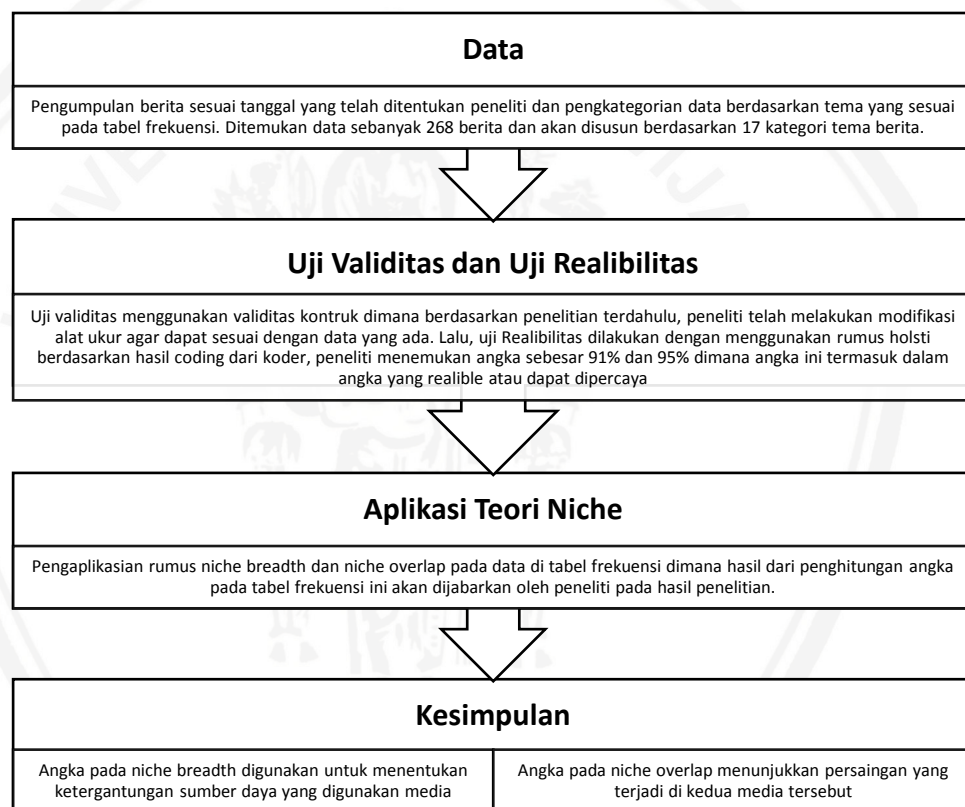 Data
Pengumpulan berita sesuai tanggal yang telah ditentukan peneliti dan pengkategorian data berdasarkan tema yang sesuai
pada tabel frekuensi. Ditemukan data sebanyak 268 berita dan akan disusun berdasarkan 17 kategori tema berita.
Uji Validitas dan Uji Realibilitas
Uji validitas menggunakan validitas kontruk dimana berdasarkan penelitian terdahulu, peneliti telah melakukan modifikasi
alat ukur agar dapat sesuai dengan data yang ada. Lalu, uji Realibilitas dilakukan dengan menggunakan rumus holsti
berdasarkan hasil coding dari koder, peneliti menemukan angka sebesar 91% dan 95% dimana angka ini termasuk dalam
angka yang realible atau dapat dipercaya
Aplikasi Teori Niche
Pengaplikasian rumus niche breadth dan niche overlap pada data di tabel frekuensi dimana hasil dari penghitungan angka
pada tabel frekuensi ini akan dijabarkan oleh peneliti pada hasil penelitian.
Kesimpulan
Angka pada niche breadth digunakan untuk menentukan
ketergantungan sumber daya yang digunakan media
Angka pada niche overlap menunjukkan persaingan yang
terjadi di kedua media tersebut